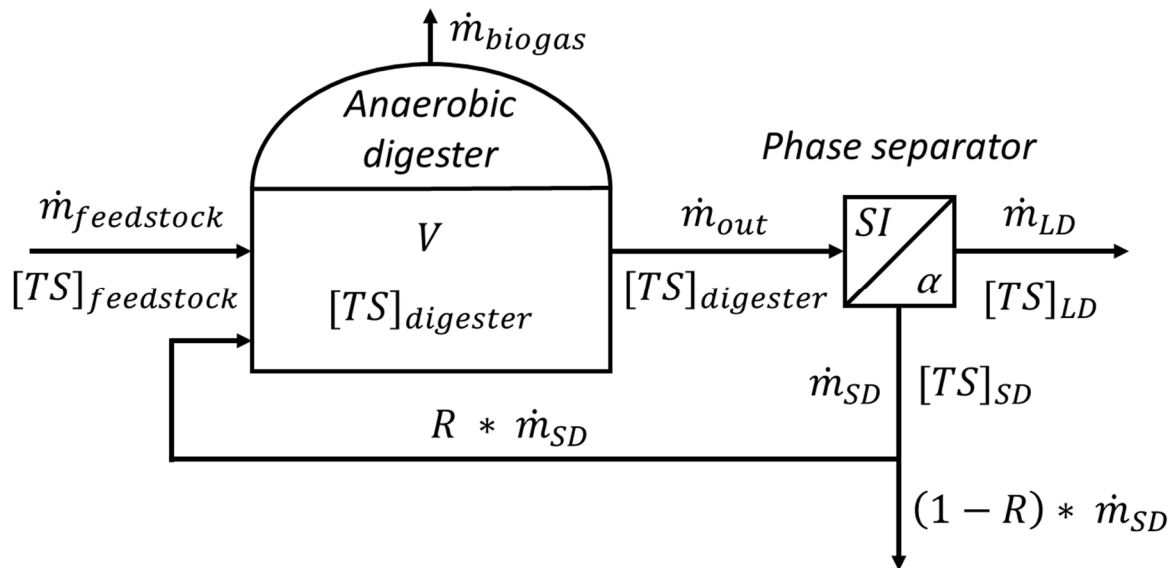 ṁ_biogas
Anaerobic
digester
Phase separator
ṁ_feedstock
[TS]_feedstock
V
[TS]_digester
ṁ_out
[TS]_digester
SI
α
ṁ_LD
[TS]_LD
ṁ_SD [TS]_SD
R * ṁ_SD
(1 − R) * ṁ_SD